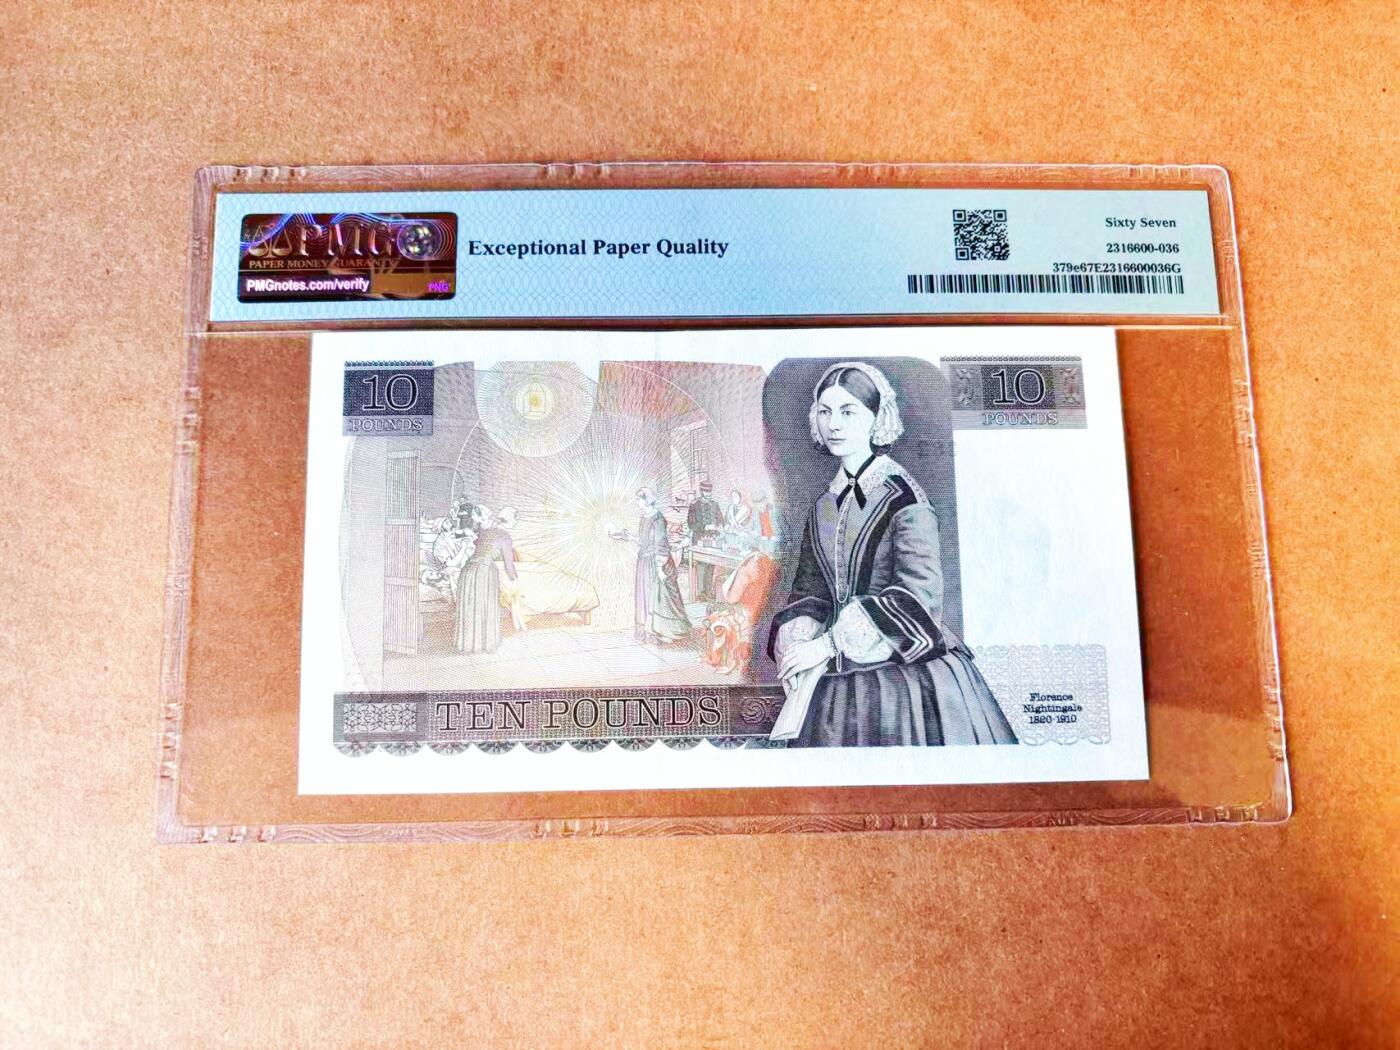 PMG
PAPER MONEY GUARANTY
PMGnotes.com/verify
PNG
Exceptional Paper Quality
Sixty Seven
2316600-036
379e67E2316600036G
10
POUNDS
10
POUNDS
TEN POUNDS
Florence
Nightingale
1820-1910